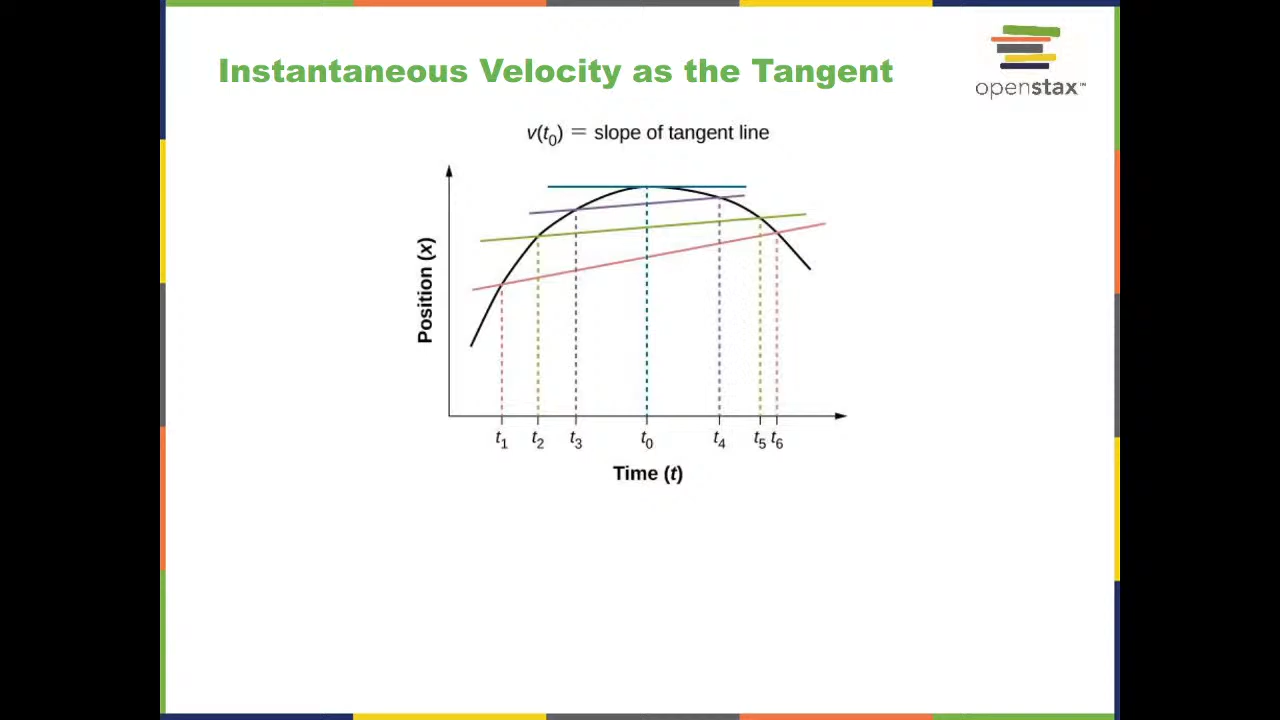 Instantaneous Velocity as the Tangent
openstax™
v(t₀) = slope of tangent line
Position (x)
t₁ t₂ t₃ t₀ t₄ t₅ t₆
Time (t)